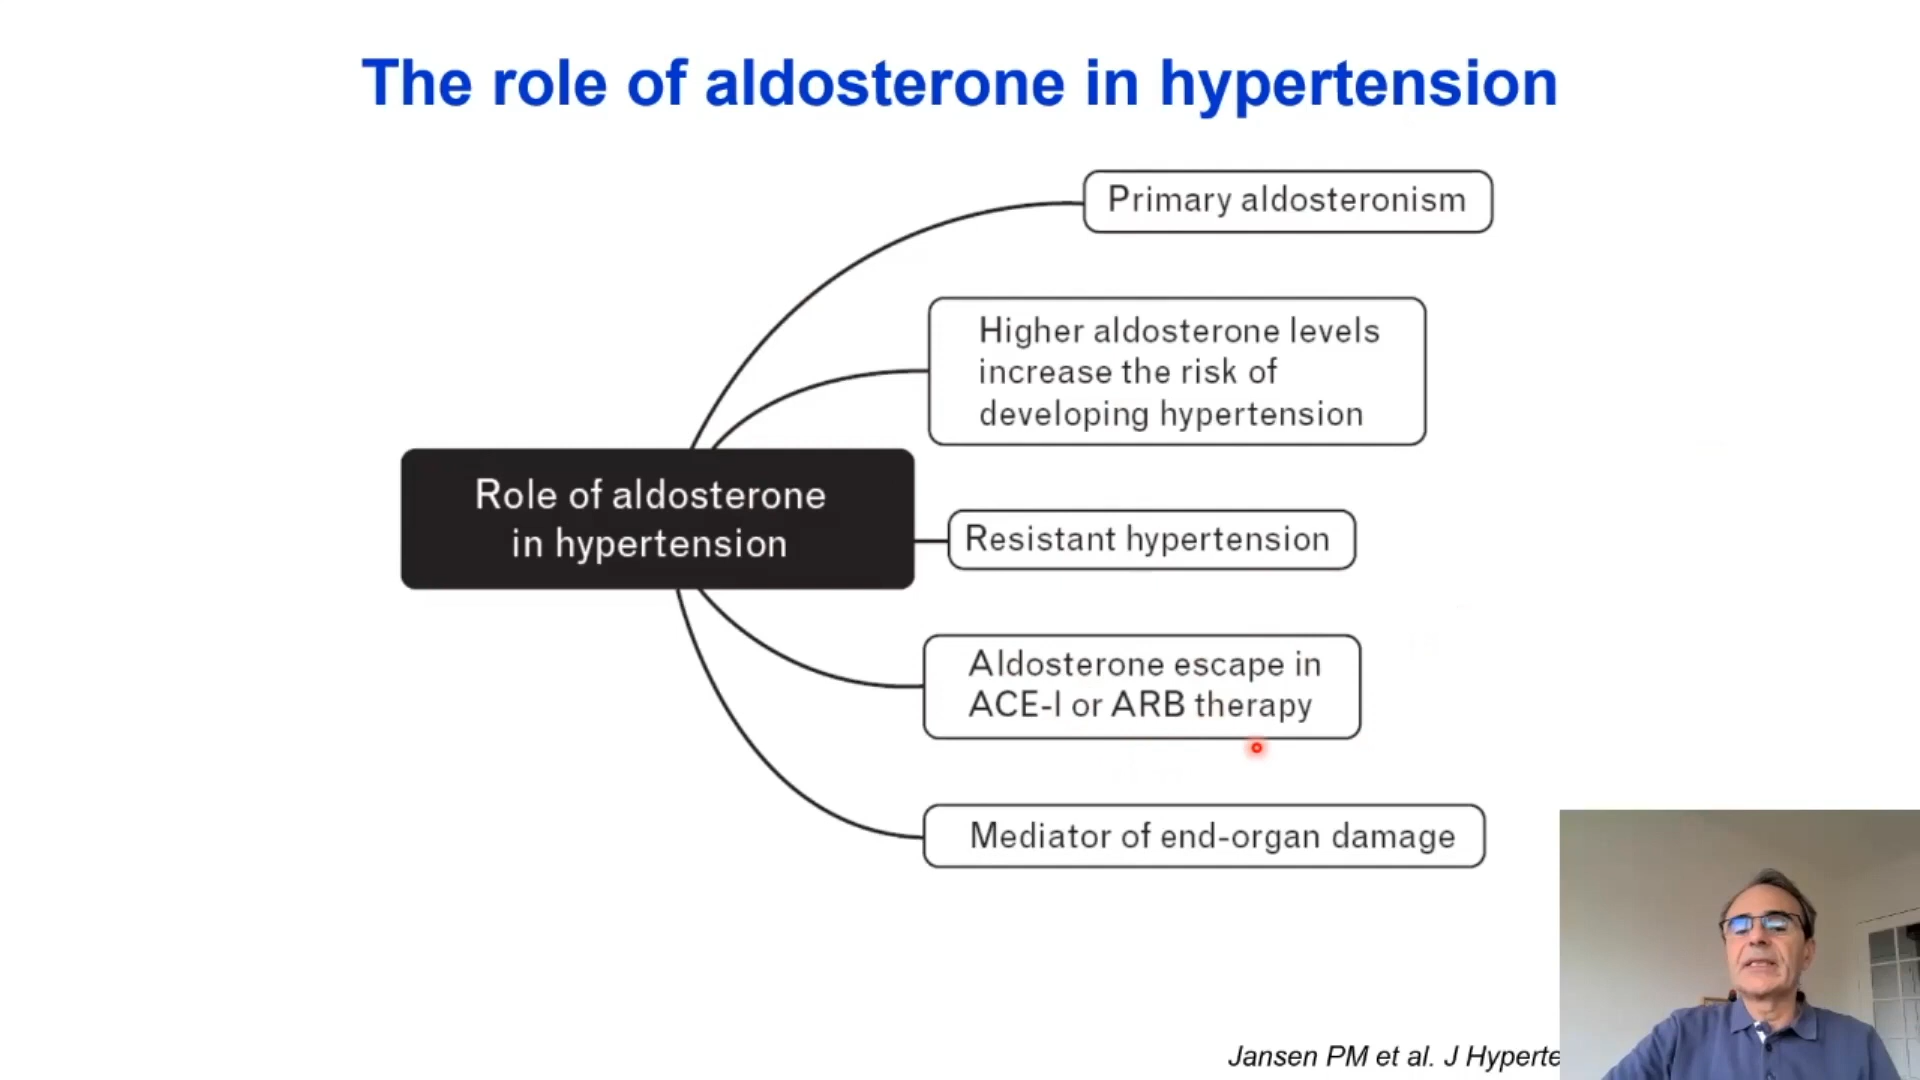 The role of aldosterone in hypertension
Primary aldosteronism
Higher aldosterone levels
increase the risk of
developing hypertension
Role of aldosterone
in hypertension
Resistant hypertension
Aldosterone escape in
ACE-I or ARB therapy
Mediator of end-organ damage
Jansen PM et al. J